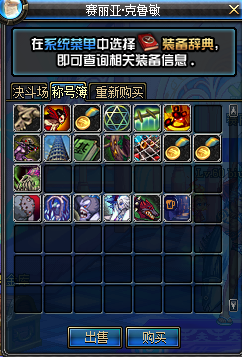 赛丽亚·克鲁敏
在系统菜单中选择 装备辞典，
即可查询相关装备信息。
决斗场 称号簿 重新购买
出售 购买